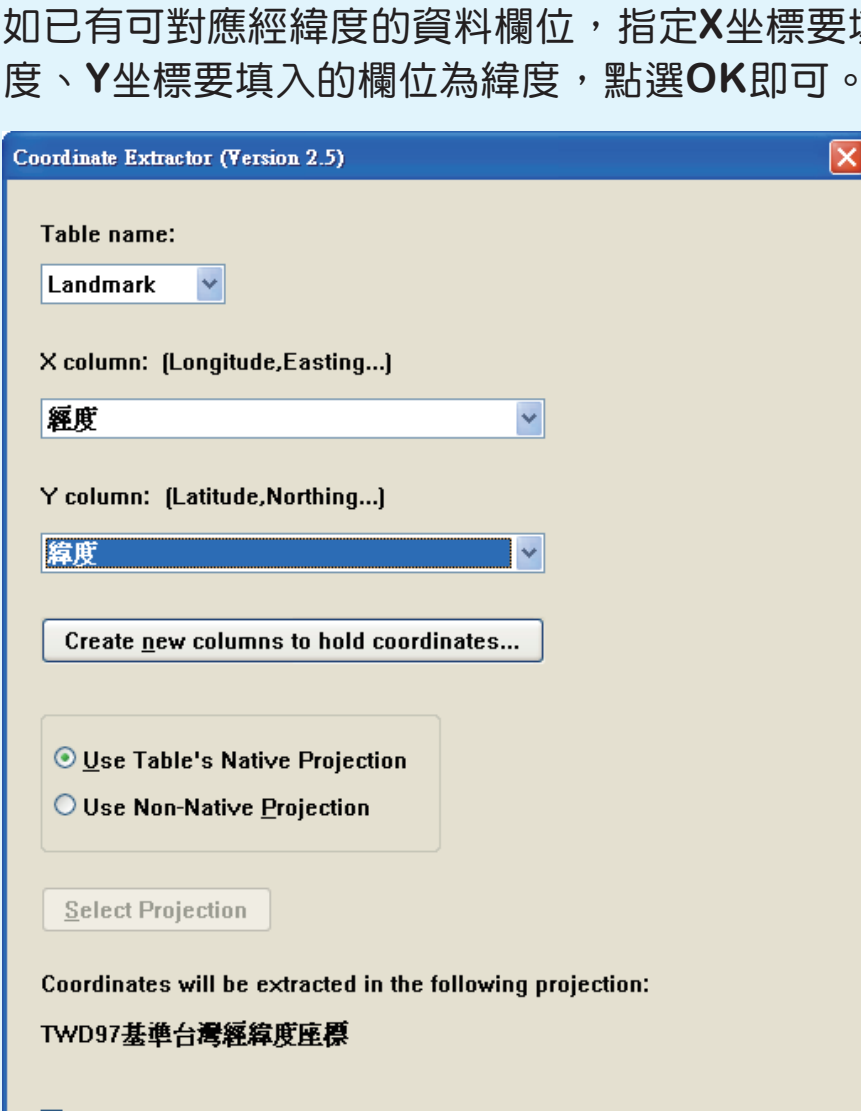 如已有可對應經緯度的資料欄位，指定X坐標要
度、Y坐標要填入的欄位為緯度，點選OK即可。
Coordinate Extractor (Version 2.5)
Table name:
Landmark
X column: (Longitude,Easting...)
經度
Y column: (Latitude,Northing...)
緯度
Create new columns to hold coordinates...
Use Table's Native Projection
Use Non-Native Projection
Select Projection
Coordinates will be extracted in the following projection:
TWD97基準台灣經緯度座標